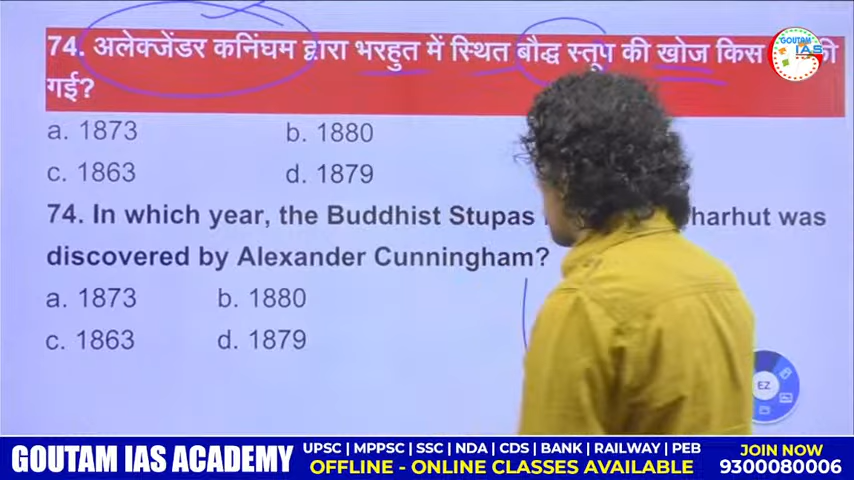 74. अलेक्जेंडर कनिंघम द्वारा भरहुत में स्थित बौद्ध स्तूप की खोज किस की
GOUTAM
IAS
गई?
a. 1873 b. 1880
c. 1863 d. 1879
74. In which year, the Buddhist Stupas harhut was
discovered by Alexander Cunningham?
a. 1873 b. 1880
c. 1863 d. 1879
EZ
GOUTAM IAS ACADEMY
UPSC | MPPSC | SSC | NDA | CDS | BANK | RAILWAY | PEB
OFFLINE - ONLINE CLASSES AVAILABLE
JOIN NOW
9300080006